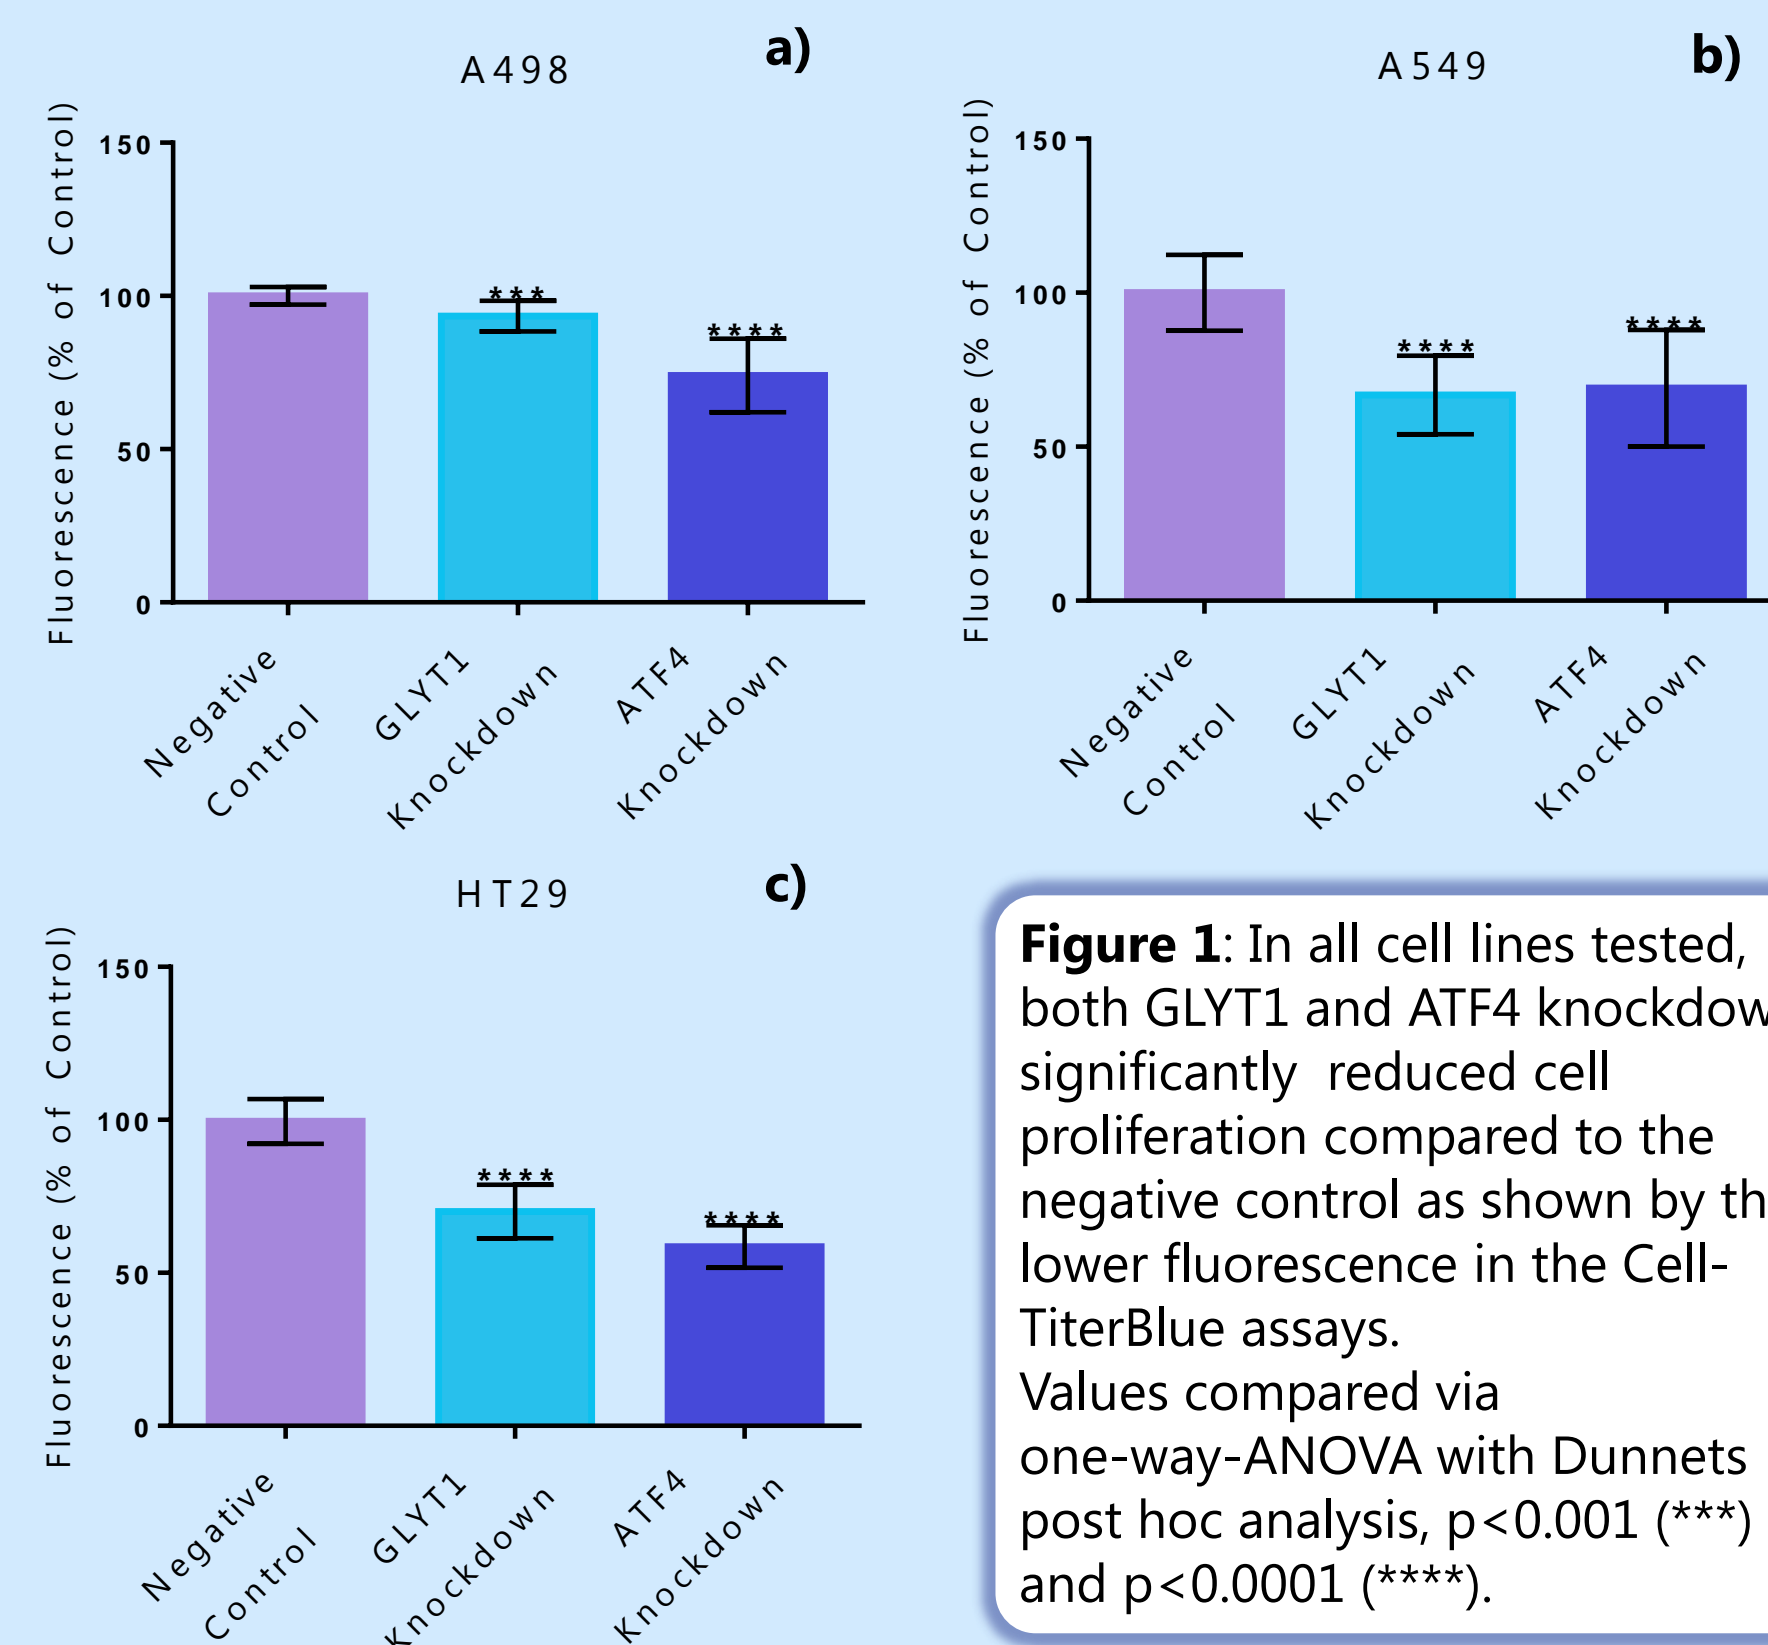 A498
a)
Fluorescence (% of Control)
150
100
50
0
***
****
Negative
Control
GLYT1
Knockdown
ATF4
Knockdown
A549
b)
Fluorescence (% of Control)
150
100
50
0
****
****
Negative
Control
GLYT1
Knockdown
ATF4
Knockdown
HT29
c)
Fluorescence (% of Control)
150
100
50
0
****
****
Negative
Control
GLYT1
Knockdown
ATF4
Knockdown
Figure 1: In all cell lines tested,
both GLYT1 and ATF4 knockdow
significantly reduced cell
proliferation compared to the
negative control as shown by th
lower fluorescence in the Cell-
TiterBlue assays.
Values compared via
one-way-ANOVA with Dunnets
post hoc analysis, p<0.001 (***)
and p<0.0001 (****).